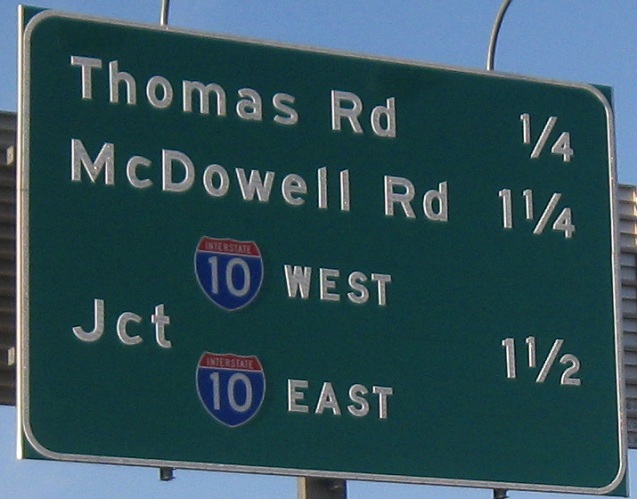 Thomas Rd 1/4
McDowell Rd 1 1/4
INTERSTATE
10 WEST
Jct 1 1/2
INTERSTATE
10 EAST